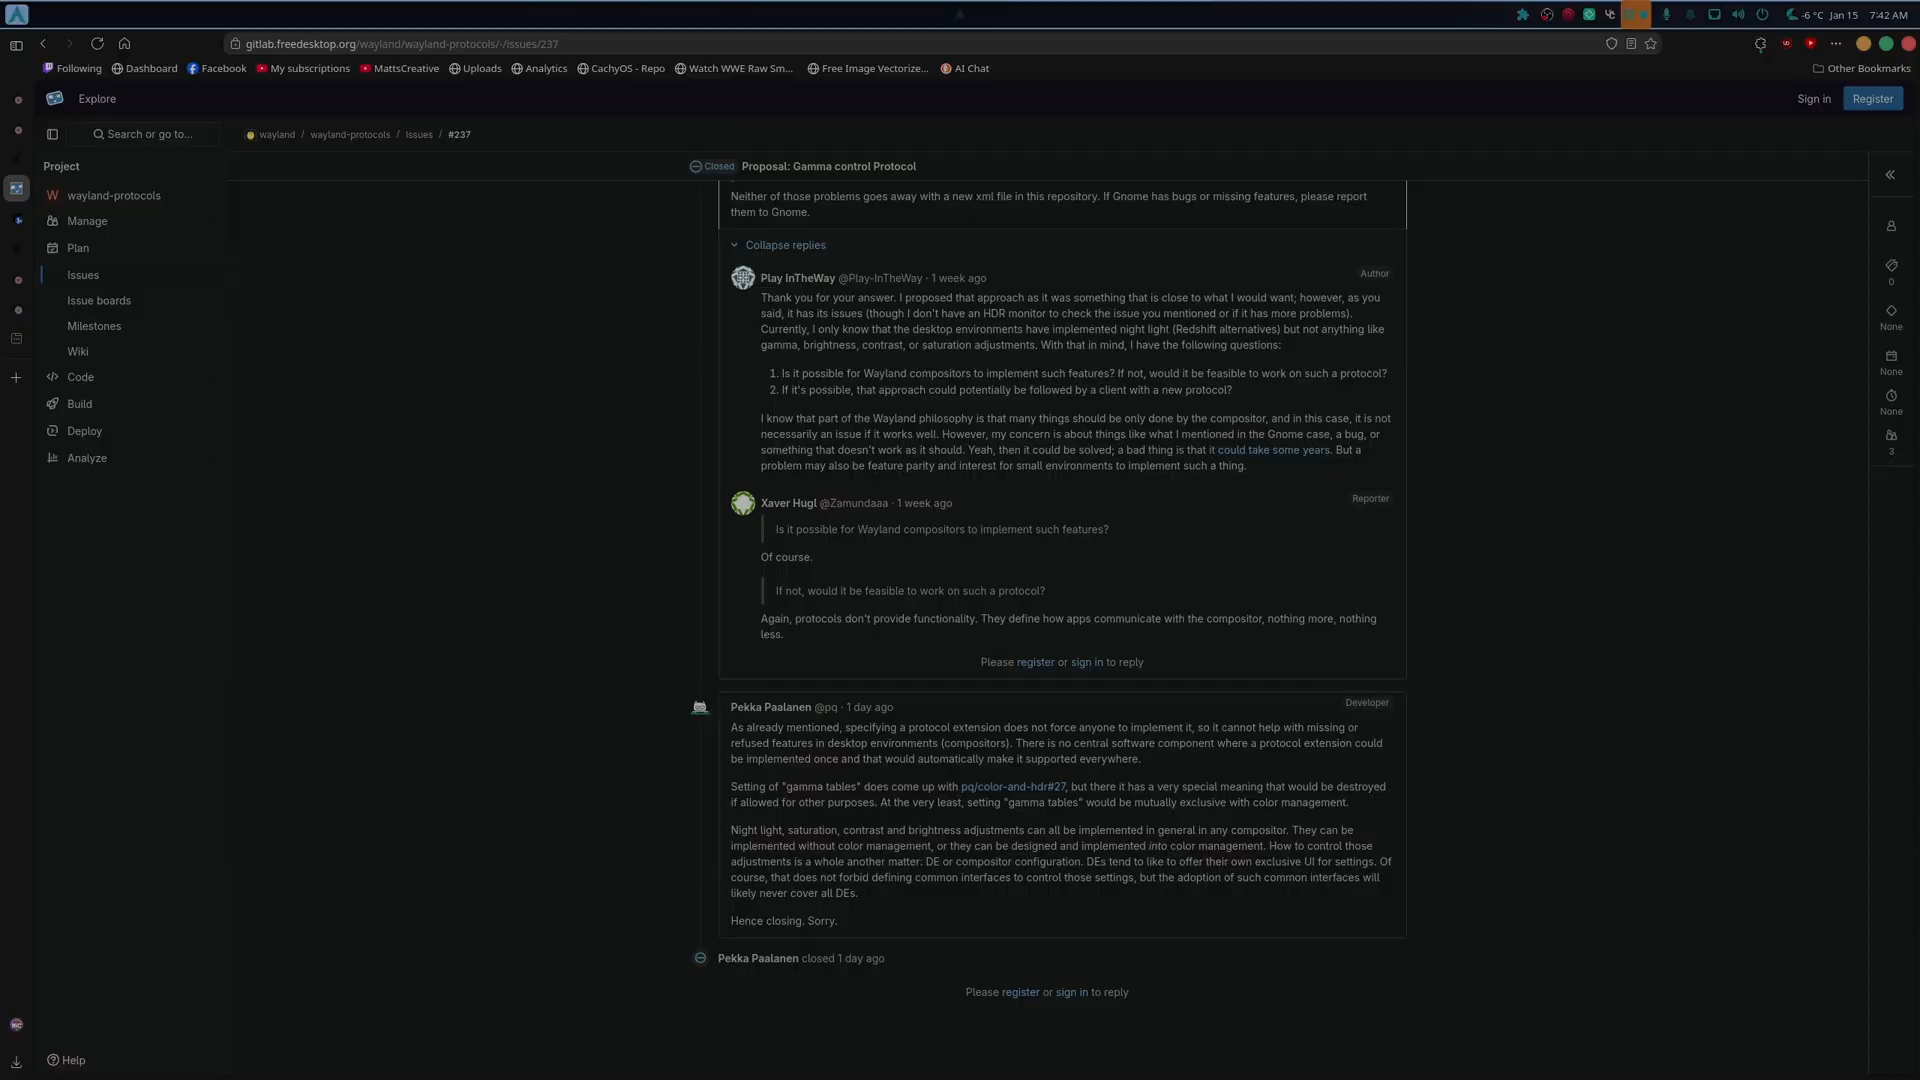 -6 °C Jan 15 7:42 AM
gitlab.freedesktop.org/wayland/wayland-protocols/-/issues/237
Following Dashboard Facebook My subscriptions MattsCreative Uploads Analytics CachyOS - Repo Watch WWE Raw Sm... Free Image Vectorize... AI Chat Other Bookmarks
Explore Sign in Register
Search or go to... wayland / wayland-protocols / Issues / #237
Project
Closed Proposal: Gamma control Protocol
W wayland-protocols
Manage
Plan
Issues
Issue boards
Milestones
Wiki
Code
Build
Deploy
Analyze
Neither of those problems goes away with a new xml file in this repository. If Gnome has bugs or missing features, please report
them to Gnome.
Collapse replies
Play InTheWay @Play-InTheWay · 1 week ago Author
Thank you for your answer. I proposed that approach as it was something that is close to what I would want; however, as you
said, it has its issues (though I don't have an HDR monitor to check the issue you mentioned or if it has more problems).
Currently, I only know that the desktop environments have implemented night light (Redshift alternatives) but not anything like
gamma, brightness, contrast, or saturation adjustments. With that in mind, I have the following questions:
1. Is it possible for Wayland compositors to implement such features? If not, would it be feasible to work on such a protocol?
2. If it's possible, that approach could potentially be followed by a client with a new protocol?
I know that part of the Wayland philosophy is that many things should be only done by the compositor, and in this case, it is not
necessarily an issue if it works well. However, my concern is about things like what I mentioned in the Gnome case, a bug, or
something that doesn't work as it should. Yeah, then it could be solved; a bad thing is that it could take some years. But a
problem may also be feature parity and interest for small environments to implement such a thing.
Xaver Hugl @Zamundaaa · 1 week ago Reporter
Is it possible for Wayland compositors to implement such features?
Of course.
If not, would it be feasible to work on such a protocol?
Again, protocols don't provide functionality. They define how apps communicate with the compositor, nothing more, nothing
less.
Please register or sign in to reply
Pekka Paalanen @pq · 1 day ago Developer
As already mentioned, specifying a protocol extension does not force anyone to implement it, so it cannot help with missing or
refused features in desktop environments (compositors). There is no central software component where a protocol extension could
be implemented once and that would automatically make it supported everywhere.
Setting of "gamma tables" does come up with pq/color-and-hdr#27, but there it has a very special meaning that would be destroyed
if allowed for other purposes. At the very least, setting "gamma tables" would be mutually exclusive with color management.
Night light, saturation, contrast and brightness adjustments can all be implemented in general in any compositor. They can be
implemented without color management, or they can be designed and implemented into color management. How to control those
adjustments is a whole another matter: DE or compositor configuration. DEs tend to like to offer their own exclusive UI for settings. Of
course, that does not forbid defining common interfaces to control those settings, but the adoption of such common interfaces will
likely never cover all DEs.
Hence closing. Sorry.
Pekka Paalanen closed 1 day ago
Please register or sign in to reply
0
None
None
None
3
Help